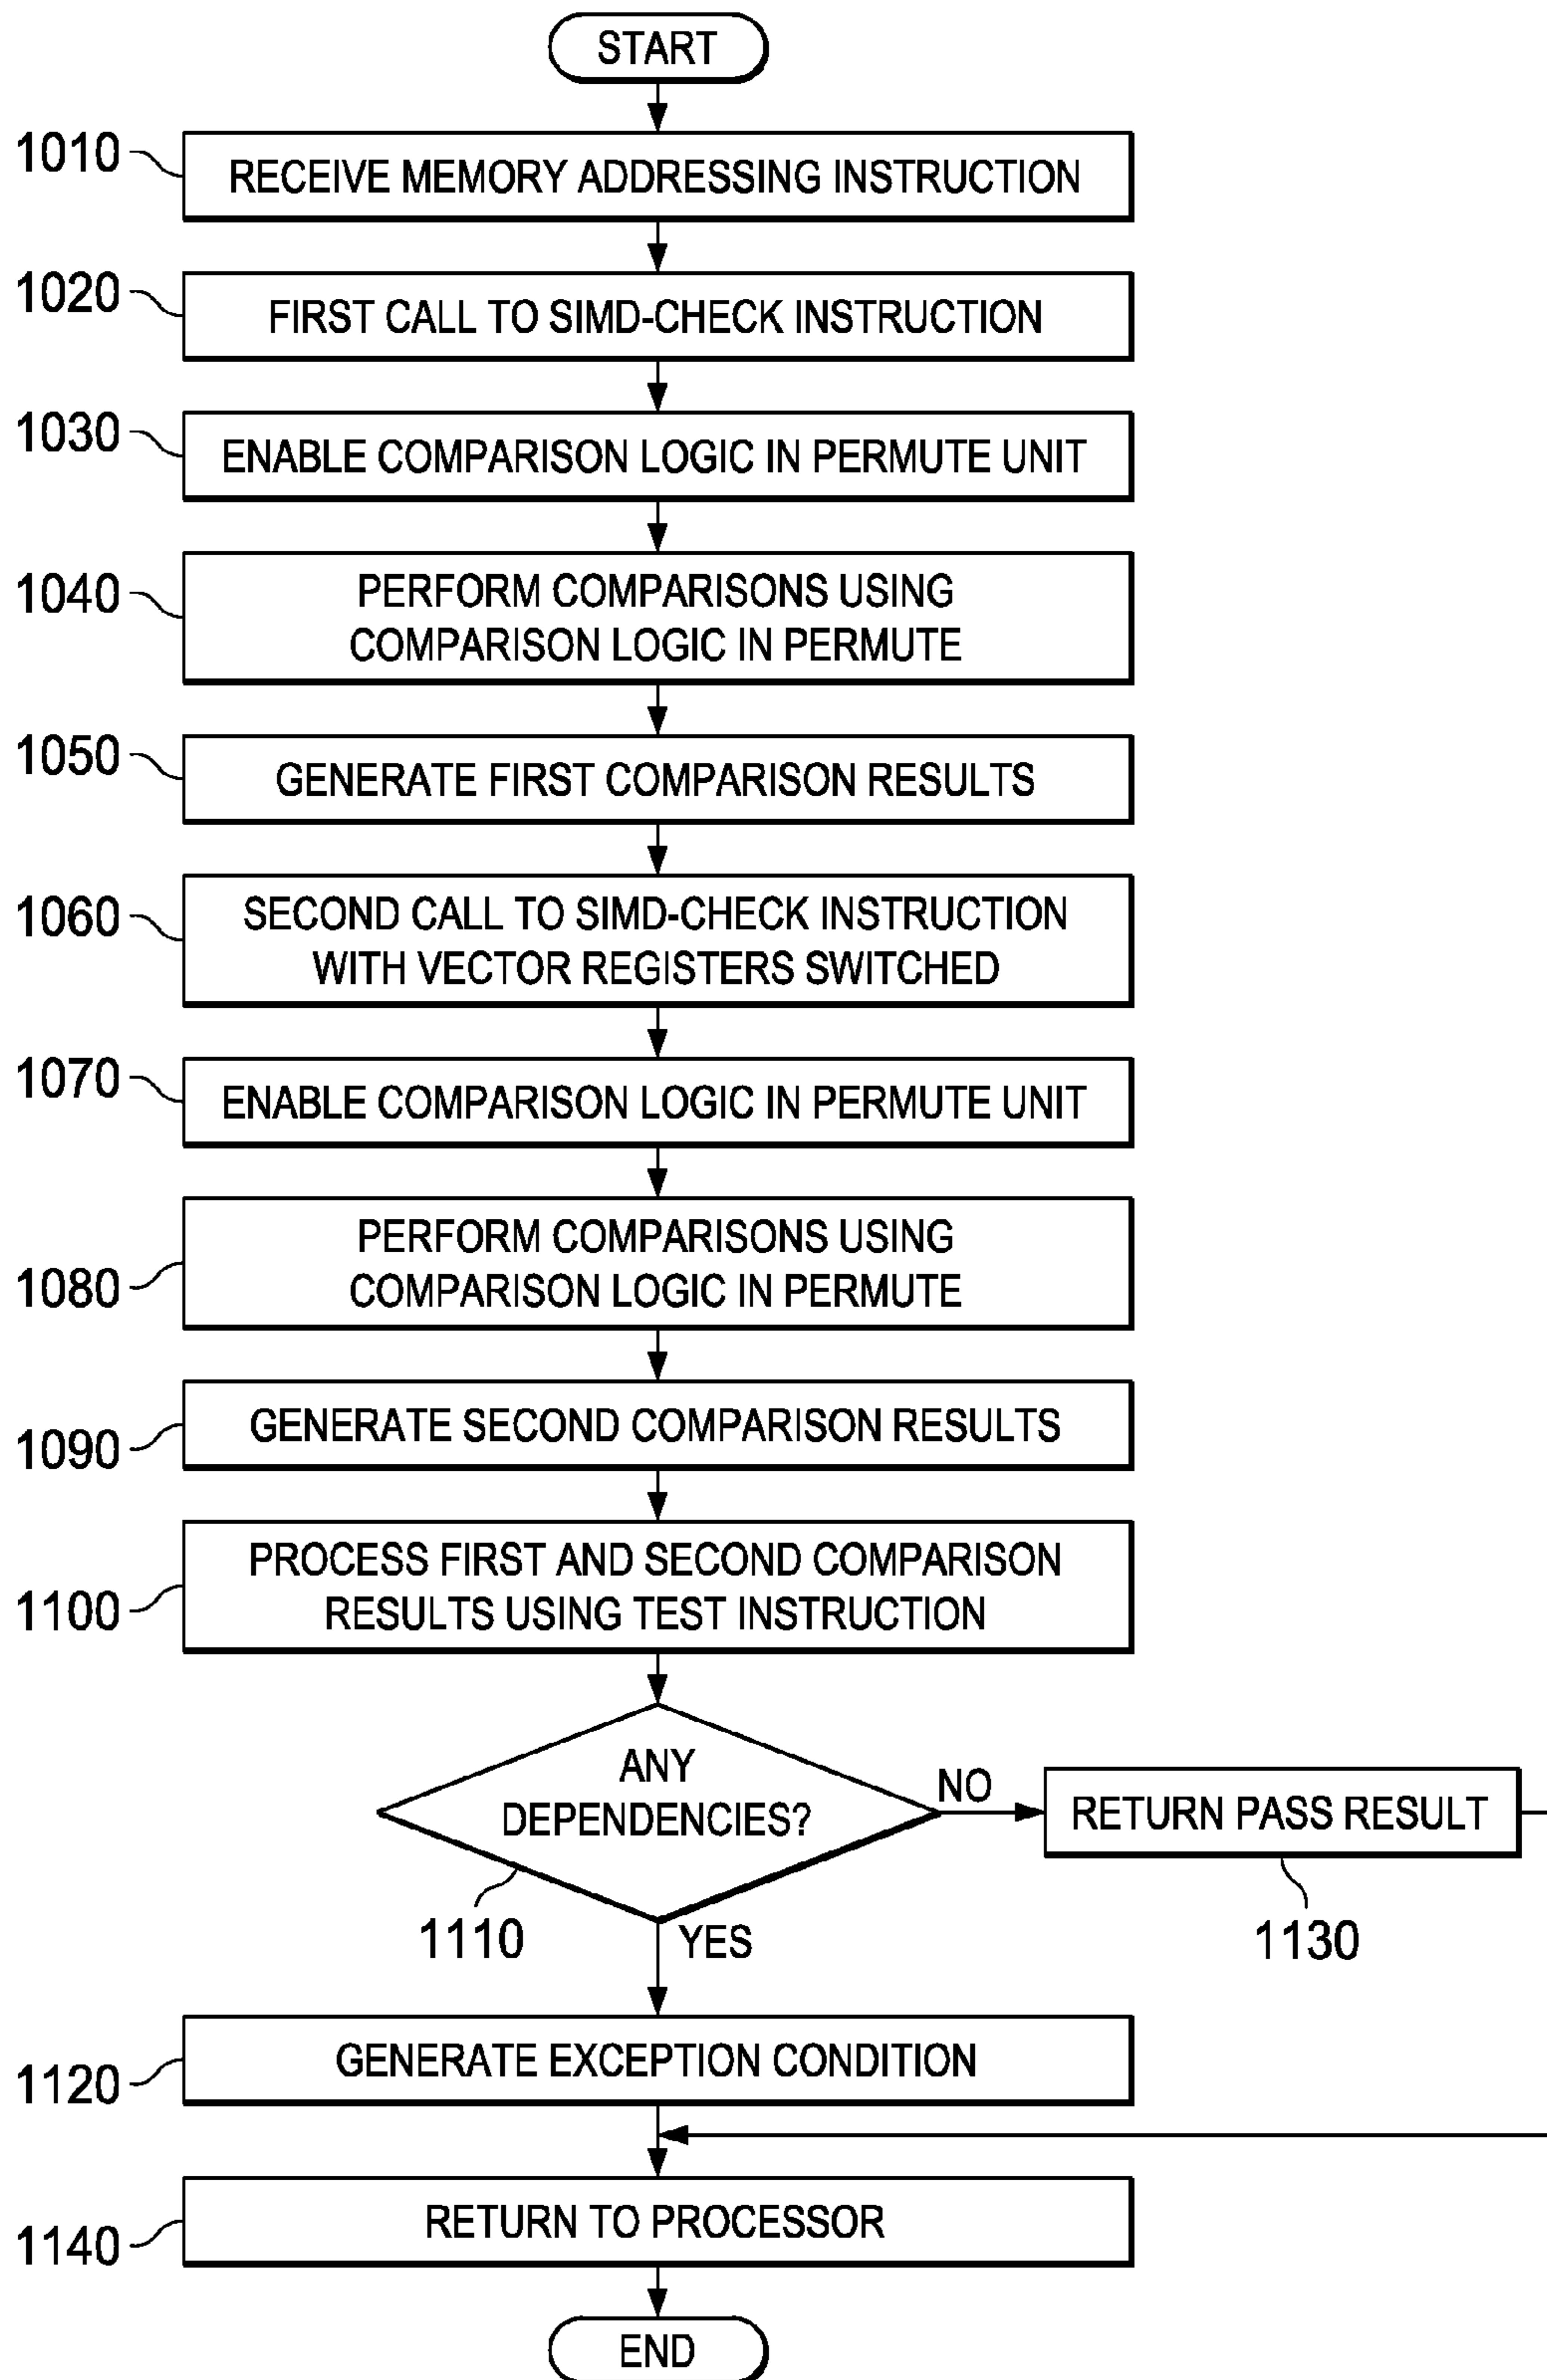 START
1010
RECEIVE MEMORY ADDRESSING INSTRUCTION
1020
FIRST CALL TO SIMD-CHECK INSTRUCTION
1030
ENABLE COMPARISON LOGIC IN PERMUTE UNIT
1040
PERFORM COMPARISONS USING
COMPARISON LOGIC IN PERMUTE
1050
GENERATE FIRST COMPARISON RESULTS
1060
SECOND CALL TO SIMD-CHECK INSTRUCTION
WITH VECTOR REGISTERS SWITCHED
1070
ENABLE COMPARISON LOGIC IN PERMUTE UNIT
1080
PERFORM COMPARISONS USING
COMPARISON LOGIC IN PERMUTE
1090
GENERATE SECOND COMPARISON RESULTS
1100
PROCESS FIRST AND SECOND COMPARISON
RESULTS USING TEST INSTRUCTION
ANY
DEPENDENCIES?
1110
NO
RETURN PASS RESULT
1130
YES
1120
GENERATE EXCEPTION CONDITION
1140
RETURN TO PROCESSOR
END